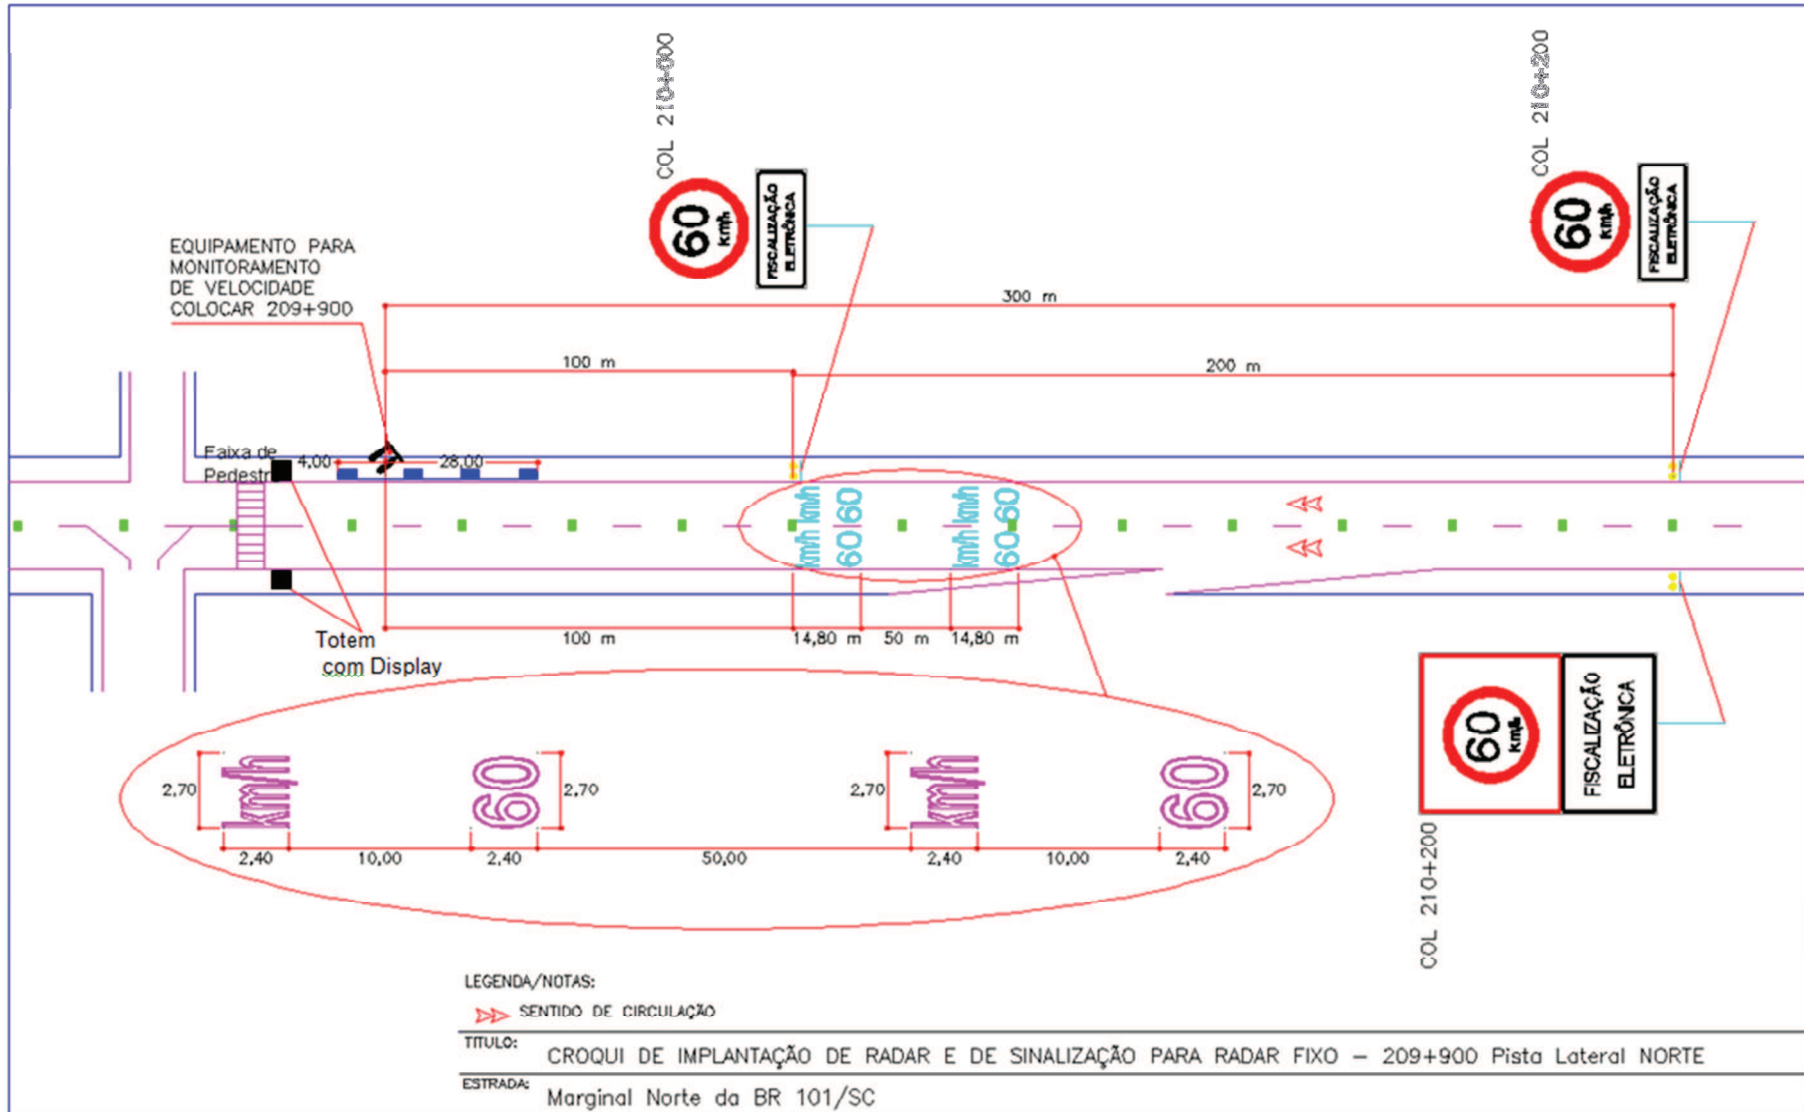 COL 210+000
COL 210+200
60
km/h
FISCALIZAÇÃO
ELETRÔNICA
60
km/h
FISCALIZAÇÃO
ELETRÔNICA
EQUIPAMENTO PARA
MONITORAMENTO
DE VELOCIDADE
COLOCAR 209+900
300 m
100 m
200 m
Faixa de
Pedestr
4,00
28,00
km/h km/h
60 60
km/h km/h
60 60
100 m
14,80 m
50 m
14,80 m
Totem
com Display
60
km/h
FISCALIZAÇÃO
ELETRÔNICA
COL 210+200
km/h
60
km/h
60
2,70
2,70
2,70
2,70
2,40
10,00
2,40
50,00
2,40
10,00
2,40
LEGENDA/NOTAS:
SENTIDO DE CIRCULAÇÃO
TITULO: CROQUI DE IMPLANTAÇÃO DE RADAR E DE SINALIZAÇÃO PARA RADAR FIXO – 209+900 Pista Lateral NORTE
ESTRADA: Marginal Norte da BR 101/SC